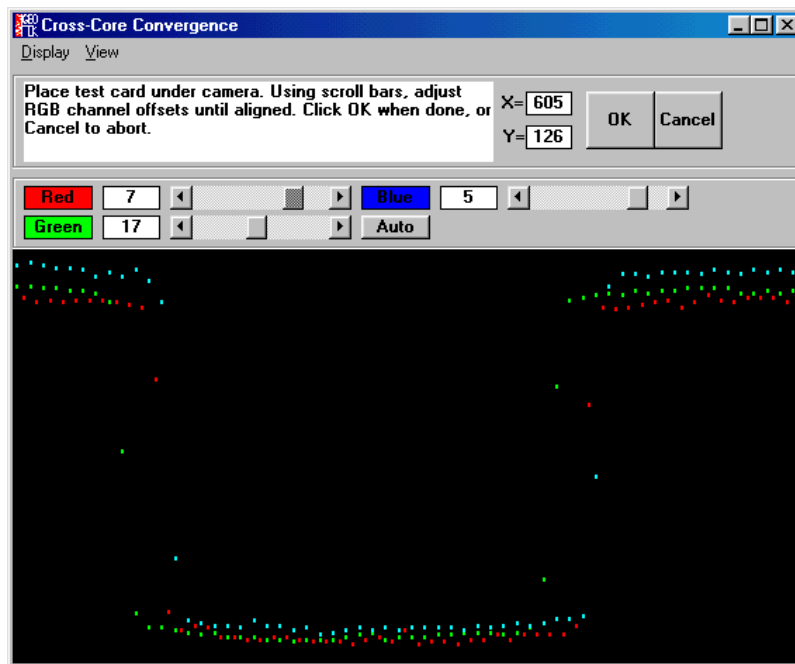 Cross-Core Convergence
Display View
Place test card under camera. Using scroll bars, adjust
RGB channel offsets until aligned. Click OK when done, or
Cancel to abort.
X= 605
Y= 126
OK
Cancel
Red 7 Blue 5
Green 17 Auto